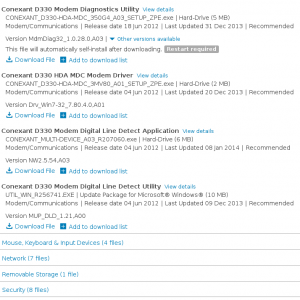 Conexant D330 Modem Diagnostics Utility View details
CONEXANT_D330-HDA-MDC_350G4_A03_SETUP_ZPE.exe | Hard-Drive (5 MB)
Modem/Communications | Release date 18 Jun 2012 | Last Updated 31 Dec 2013 | Recommended
Version MdmDiag32_1.0.28.0,A03 | Other versions available
This file will automatically self-install after downloading. Restart required
Download File Add to download list
Conexant D330 HDA MDC Modem Driver View details
CONEXANT_D330-HDA-MDC_3MV80_A01_SETUP_ZPE.exe | Hard-Drive (2 MB)
Modem/Communications | Release date 04 Jun 2012 | Last Updated 20 Dec 2013 | Recommended
Version Drv_Win7-32_7.80.4.0,A01
Download File Add to download list
Conexant D330 Modem Digital Line Detect Application View details
CONEXANT_MULTI-DEVICE_A03_R207060.exe | Hard-Drive (6 MB)
Modem/Communications | Release date 04 Jun 2012 | Last Updated 08 Jan 2014 | Recommended
Version NW2 5.54,A03
Download File Add to download list
Conexant D330 Modem Digital Line Detect Utility View details
UTIL_WIN_R256741.EXE | Update Package for Microsoft® Windows® (10 MB)
Modem/Communications | Release date 04 Jun 2012 | Last Updated 09 Dec 2013 | Recommended
Version MUP_DLD_1.21,A00
Download File Add to download list
Mouse, Keyboard & Input Devices (4 files)
Network (7 files)
Removable Storage (1 file)
Security (8 files)